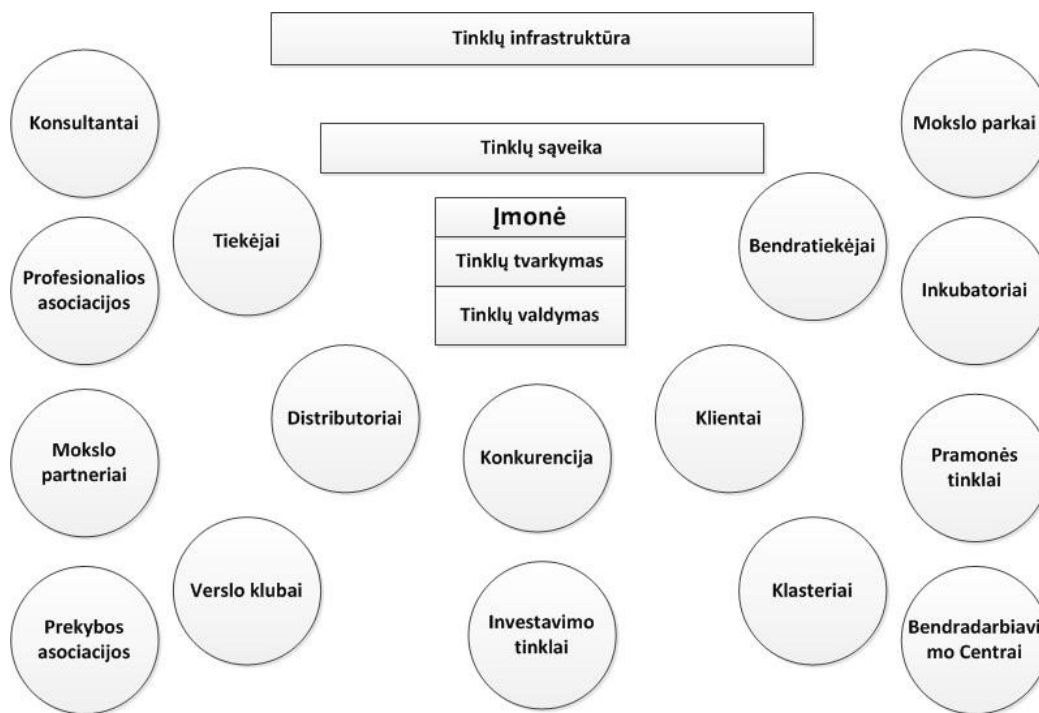 Tinklų infrastruktūra
Konsultantai
Mokslo parkai
Tinklų sąveika
Įmonė
Tiekėjai
Bendratiekėjai
Tinklų tvarkymas
Profesionalios
asociacijos
Inkubatoriai
Tinklų valdymas
Distributoriai
Klientai
Konkurencija
Mokslo
partneriai
Pramonės
tinklai
Verslo klubai
Klasteriai
Investavimo
tinklai
Prekybos
asociacijos
Bendradarbiavi
mo Centrai